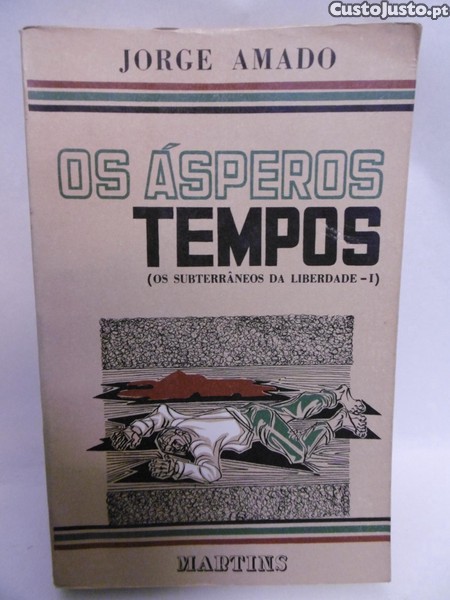 CustoJusto.pt
JORGE AMADO
OS ÁSPEROS
TEMPOS
(OS SUBTERRÂNEOS DA LIBERDADE - I)
MARTINS